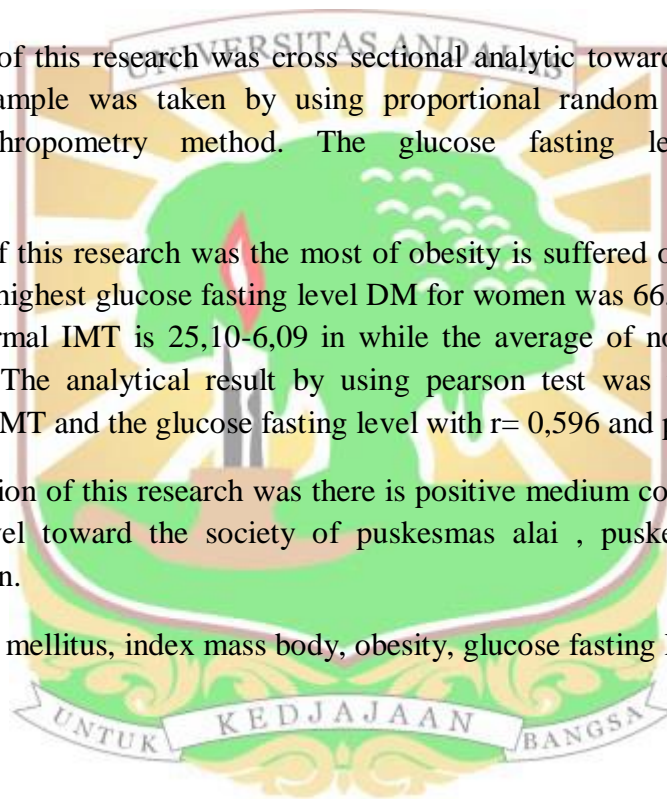 UNIVERSITAS ANDALAS
of this research was cross sectional analytic toward
ample was taken by using proportional random
hropometry method. The glucose fasting le
f this research was the most of obesity is suffered o
highest glucose fasting level DM for women was 66.
rmal IMT is 25,10-6,09 in while the average of no
The analytical result by using pearson test was
MT and the glucose fasting level with r= 0,596 and p
ion of this research was there is positive medium co
vel toward the society of puskesmas alai , puske
n.
mellitus, index mass body, obesity, glucose fasting
UNTUK KEDJAJAAN BANGSA